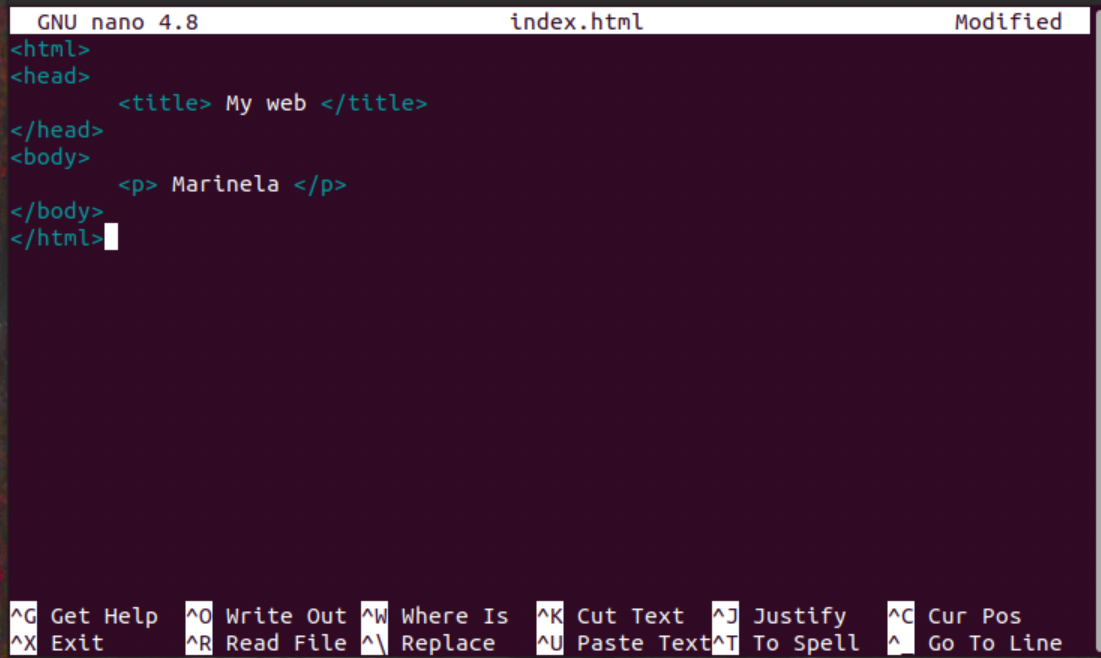 GNU nano 4.8 index.html Modified
<html>
<head>
<title> My web </title>
</head>
<body>
<p> Marinela </p>
</body>
</html>
^G Get Help ^O Write Out ^W Where Is ^K Cut Text ^J Justify ^C Cur Pos
^X Exit ^R Read File ^\ Replace ^U Paste Text ^T To Spell ^_ Go To Line